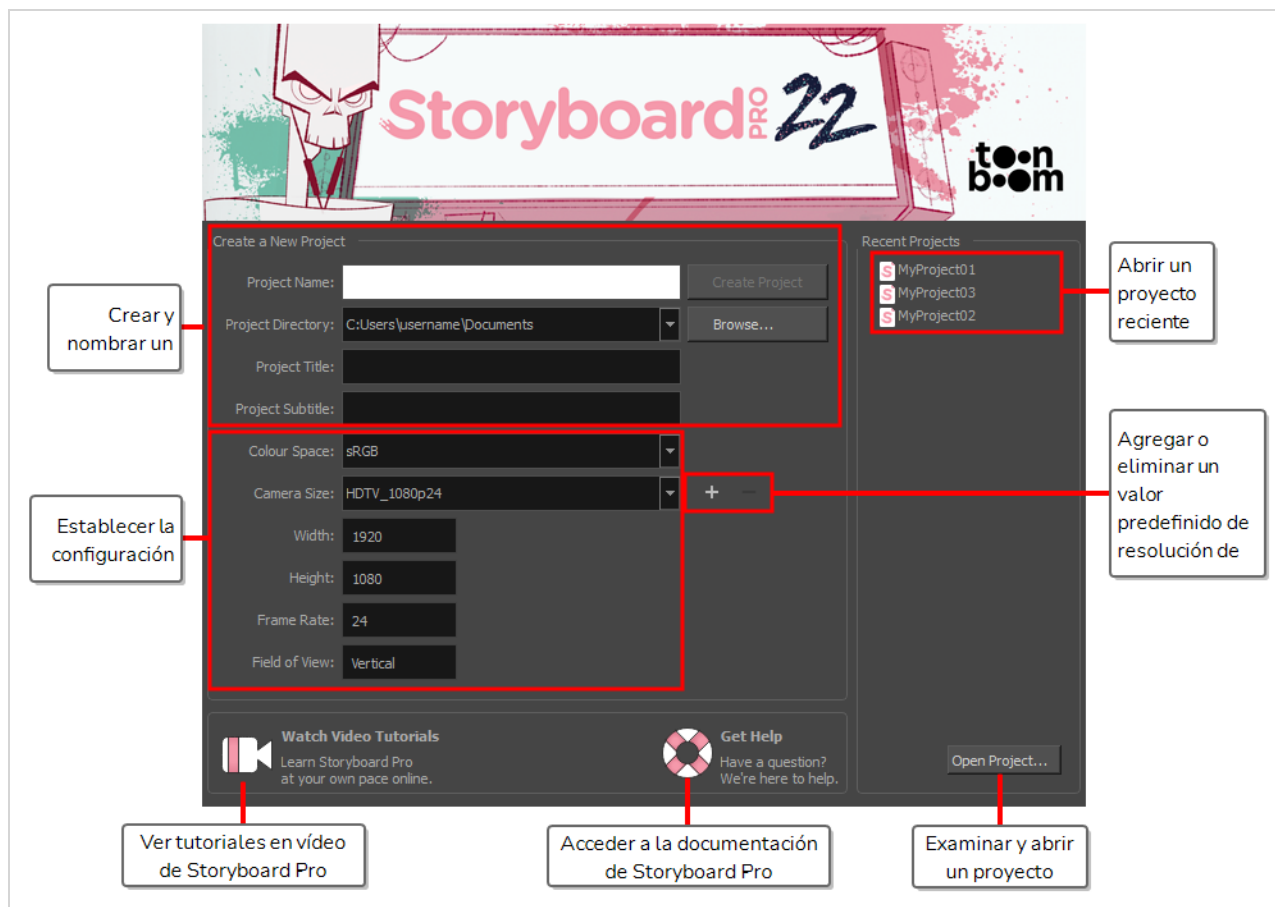 Storyboard PRO 22
toon
boom
Create a New Project
Project Name:
Create Project
Project Directory: C:Users\username\Documents
Browse...
Project Title:
Project Subtitle:
Colour Space: sRGB
Camera Size: HDTV_1080p24
+ −
Width: 1920
Height: 1080
Frame Rate: 24
Field of View: Vertical
Watch Video Tutorials
Learn Storyboard Pro
at your own pace online.
Get Help
Have a question?
We're here to help.
Recent Projects
MyProject01
MyProject03
MyProject02
Open Project...
Crear y
nombrar un
Establecer la
configuración
Abrir un
proyecto
reciente
Agregar o
eliminar un
valor
predefinido de
resolución de
Ver tutoriales en vídeo
de Storyboard Pro
Acceder a la documentación
de Storyboard Pro
Examinar y abrir
un proyecto